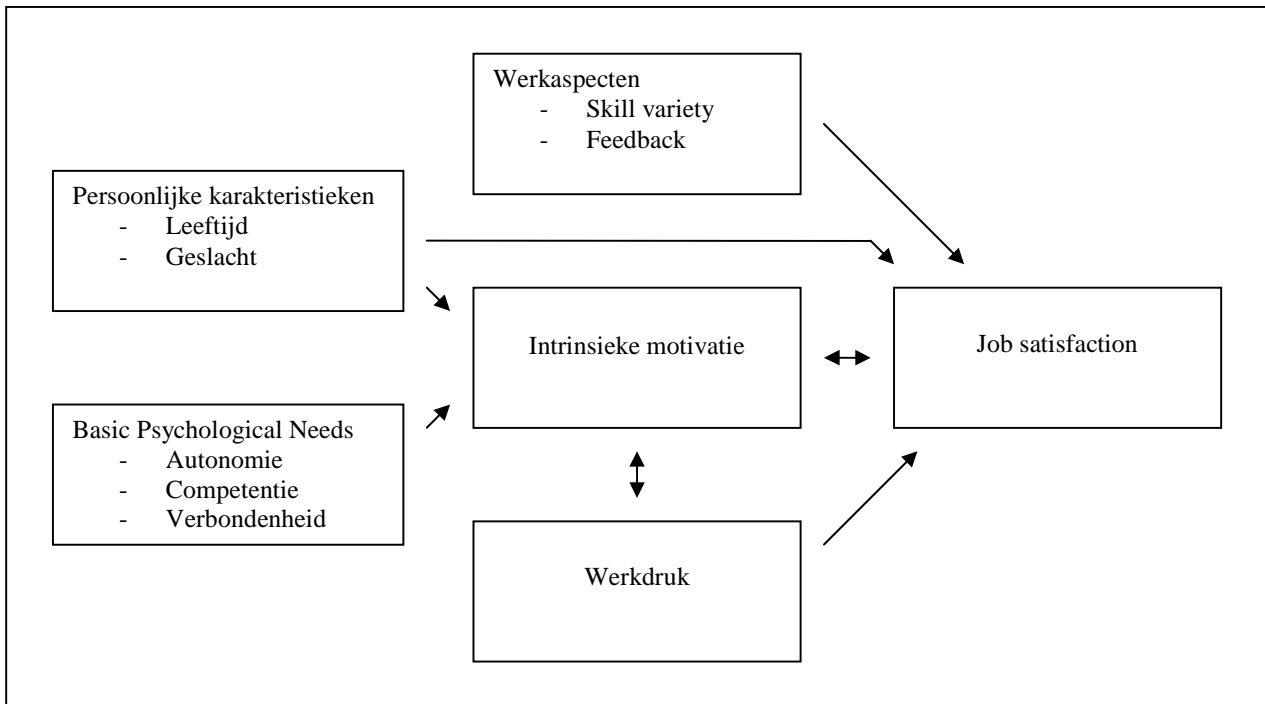 Werkaspecten
- Skill variety
- Feedback
Persoonlijke karakteristieken
- Leeftijd
- Geslacht
Intrinsieke motivatie
Job satisfaction
Basic Psychological Needs
- Autonomie
- Competentie
- Verbondenheid
Werkdruk